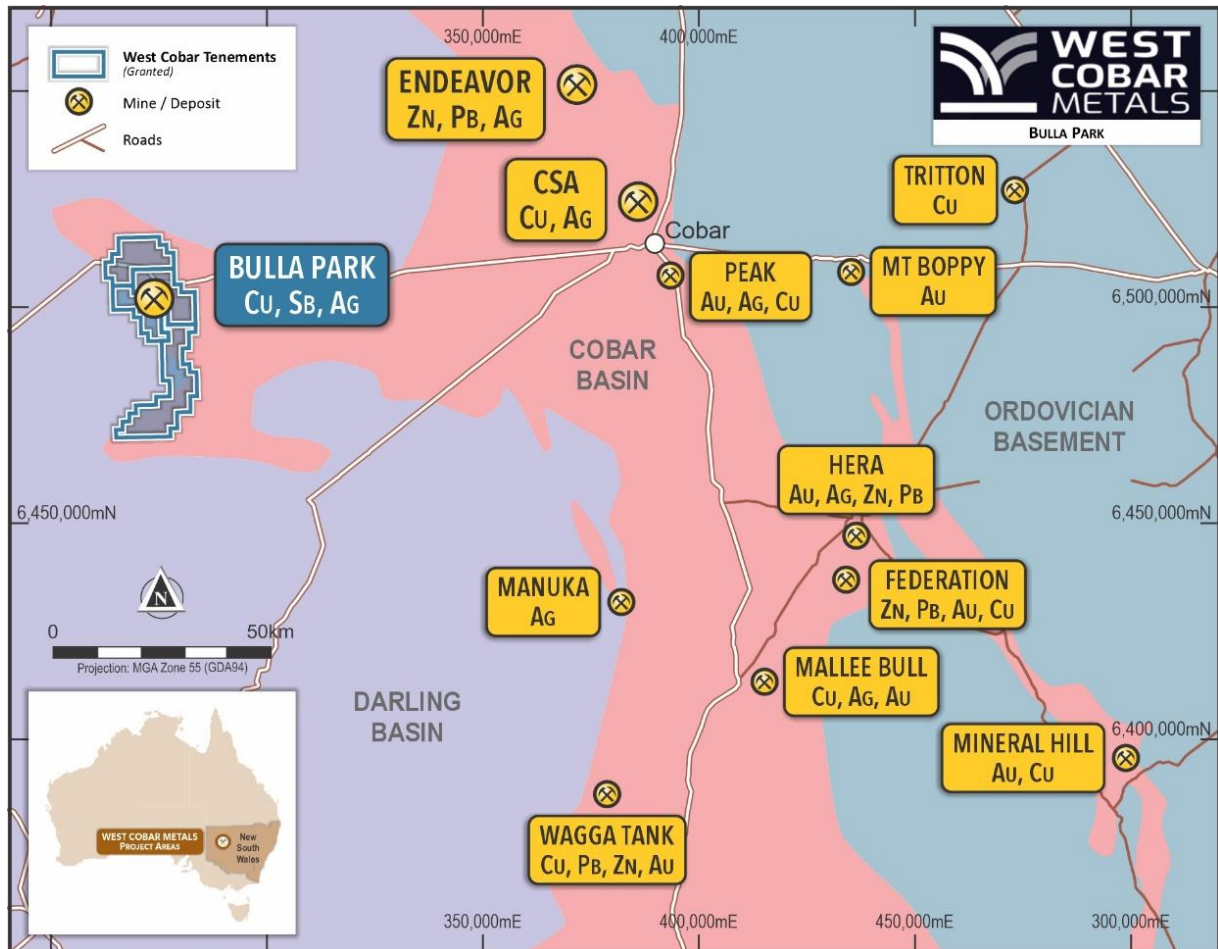 350,000mE
400,000mE
West Cobar Tenements
(Granted)
Mine / Deposit
Roads
WEST
COBAR
METALS
BULLA PARK
ENDEAVOR
ZN, PB, AG
CSA
CU, AG
TRITTON
CU
Cobar
BULLA PARK
CU, SB, AG
PEAK
AU, AG, CU
MT BOPPY
AU
6,500,000mN
COBAR
BASIN
ORDOVICIAN
BASEMENT
HERA
AU, AG, ZN, PB
6,450,000mN
6,450,000mN
MANUKA
AG
FEDERATION
ZN, PB, AU, CU
N
0 50km
Projection: MGA Zone 55 (GDA94)
MALLEE BULL
CU, AG, AU
DARLING
BASIN
MINERAL HILL
AU, CU
6,400,000mN
WEST COBAR METALS
PROJECT AREAS
New
South
Wales
WAGGA TANK
CU, PB, ZN, AU
350,000mE
400,000mE
450,000mE
300,000mE